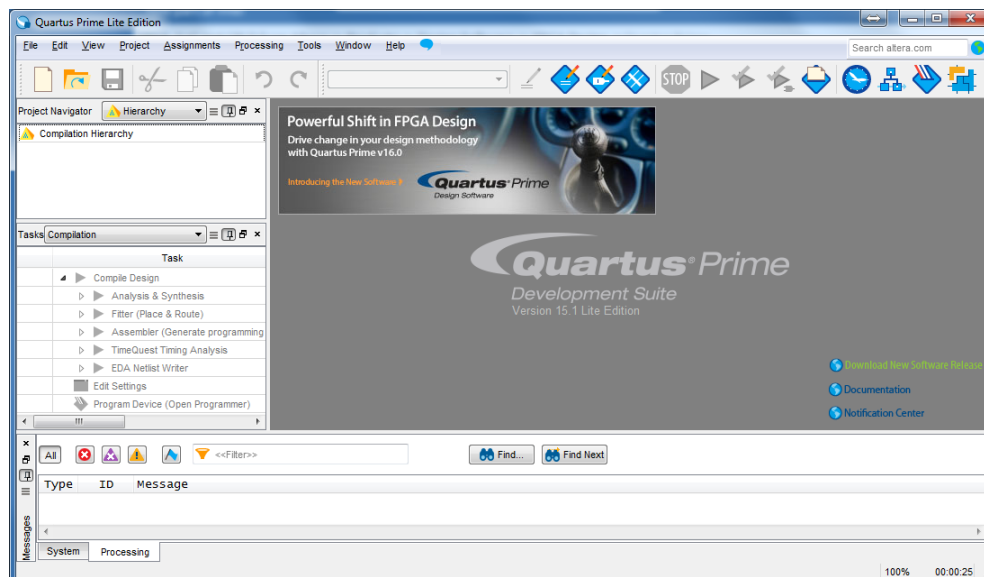 Quartus Prime Lite Edition
File Edit View Project Assignments Processing Tools Window Help
Search altera.com
STOP
Project Navigator Hierarchy
Compilation Hierarchy
Powerful Shift in FPGA Design
Drive change in your design methodology
with Quartus Prime v16.0
Introducing the New Software
Quartus® Prime
Design Software
Tasks Compilation
Task
Compile Design
Analysis & Synthesis
Fitter (Place & Route)
Assembler (Generate programming
TimeQuest Timing Analysis
EDA Netlist Writer
Edit Settings
Program Device (Open Programmer)
Quartus® Prime
Development Suite
Version 15.1 Lite Edition
Download New Software Release
Documentation
Notification Center
All <<Filter>> Find... Find Next
Type ID Message
Messages
System Processing
100% 00:00:25